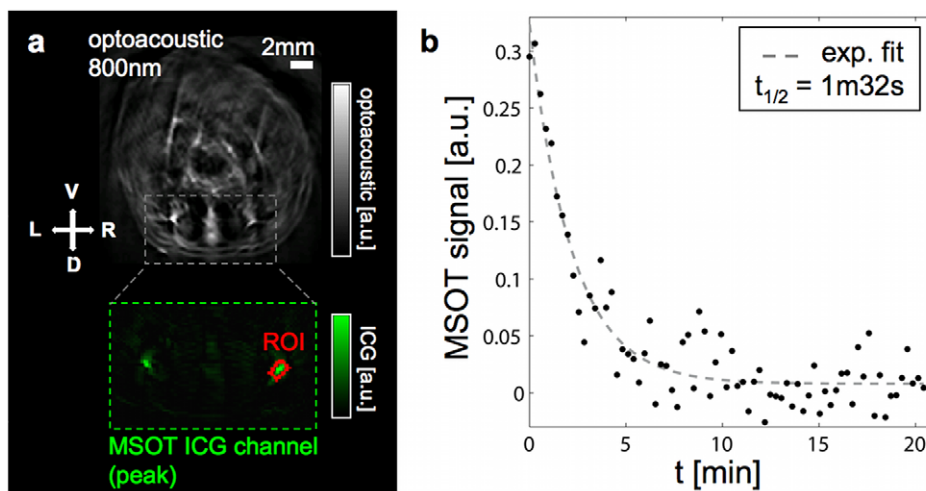 a
optoacoustic
800nm
2mm
optoacoustic [a.u.]
V
L
R
D
ROI
ICG [a.u.]
MSOT ICG channel
(peak)
b
MSOT signal [a.u.]
0.3
0.25
0.2
0.15
0.1
0.05
0
exp. fit
t1/2 = 1m32s
0
5
10
15
20
t [min]